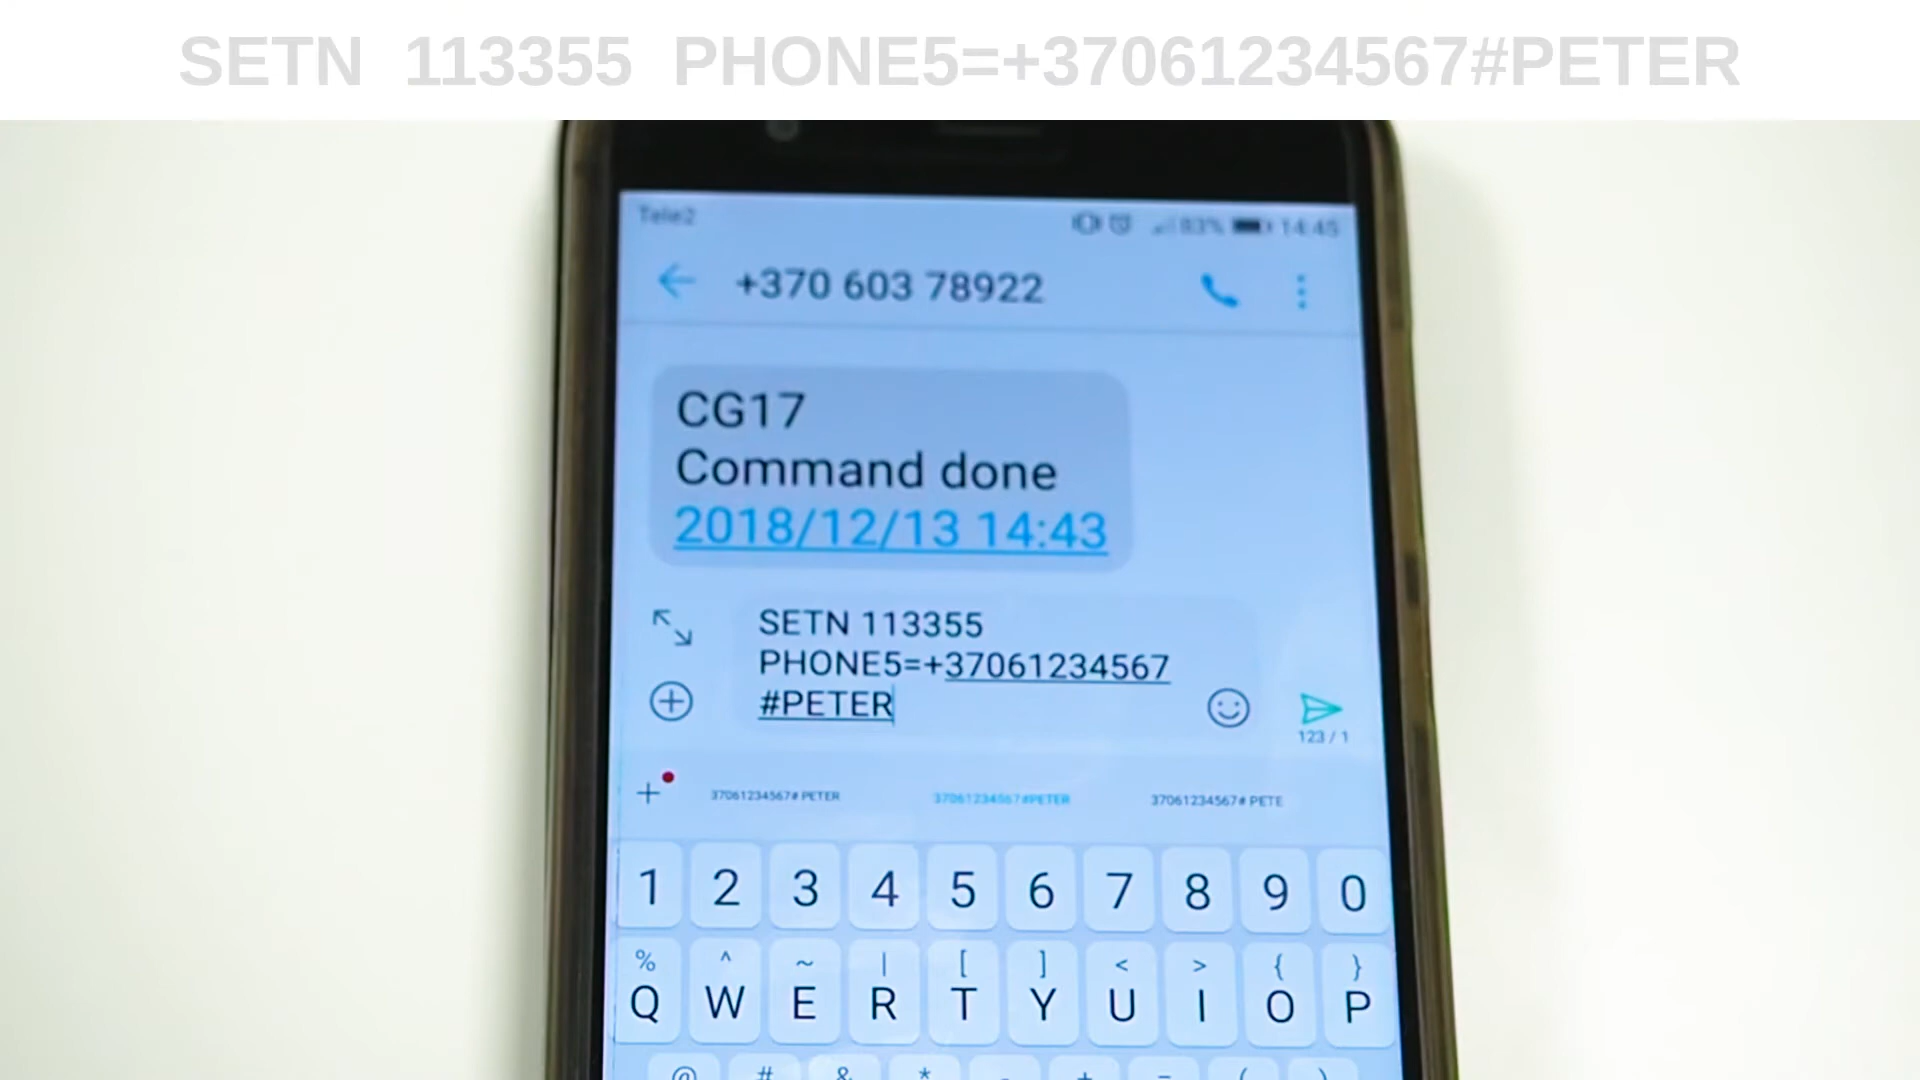 SETN 113355 PHONE5=+37061234567#PETER
Tele2
83% 14:45
+370 603 78922
CG17
Command done
2018/12/13 14:43
SETN 113355
PHONE5=+37061234567
#PETER
123 / 1
+ 37061234567# PETER 37061234567#PETER 37061234567# PETE
1 2 3 4 5 6 7 8 9 0
% ^ ~ | [ ] < > { }
Q W E R T Y U I O P
@ # & * - + = ( )